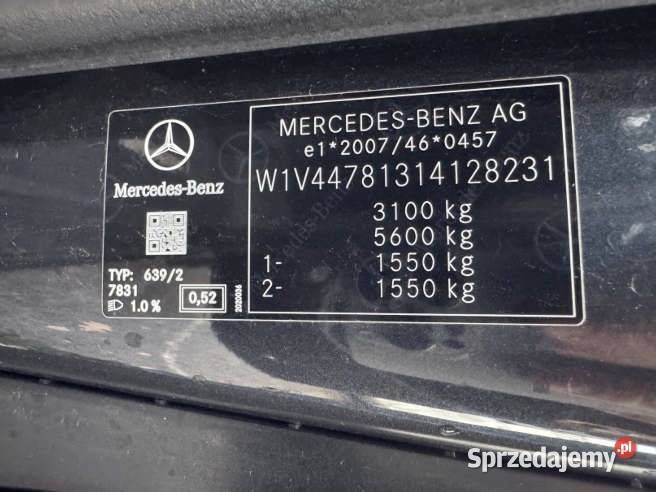 Mercedes-Benz
TYP: 639/2
7831
1.0%
0,52
2020036
MERCEDES-BENZ AG
e1*2007/46*0457
W1V44781314128231
3100 kg
5600 kg
1- 1550 kg
2- 1550 kg
Sprzedajemy.pl